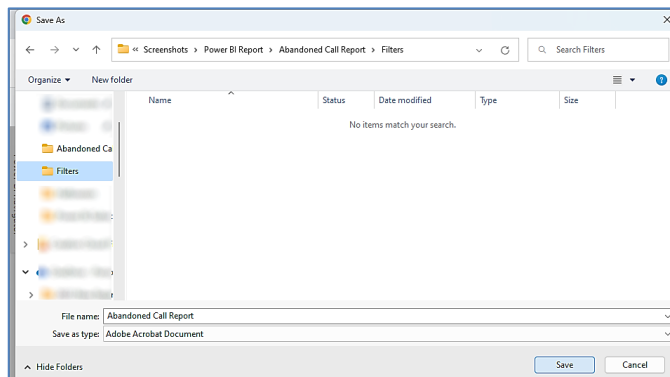 Save As
« Screenshots › Power BI Report › Abandoned Call Report › Filters
Search Filters
Organize New folder
Name Status Date modified Type Size
No items match your search.
Abandoned Ca
Filters
File name: Abandoned Call Report
Save as type: Adobe Acrobat Document
Hide Folders Save Cancel